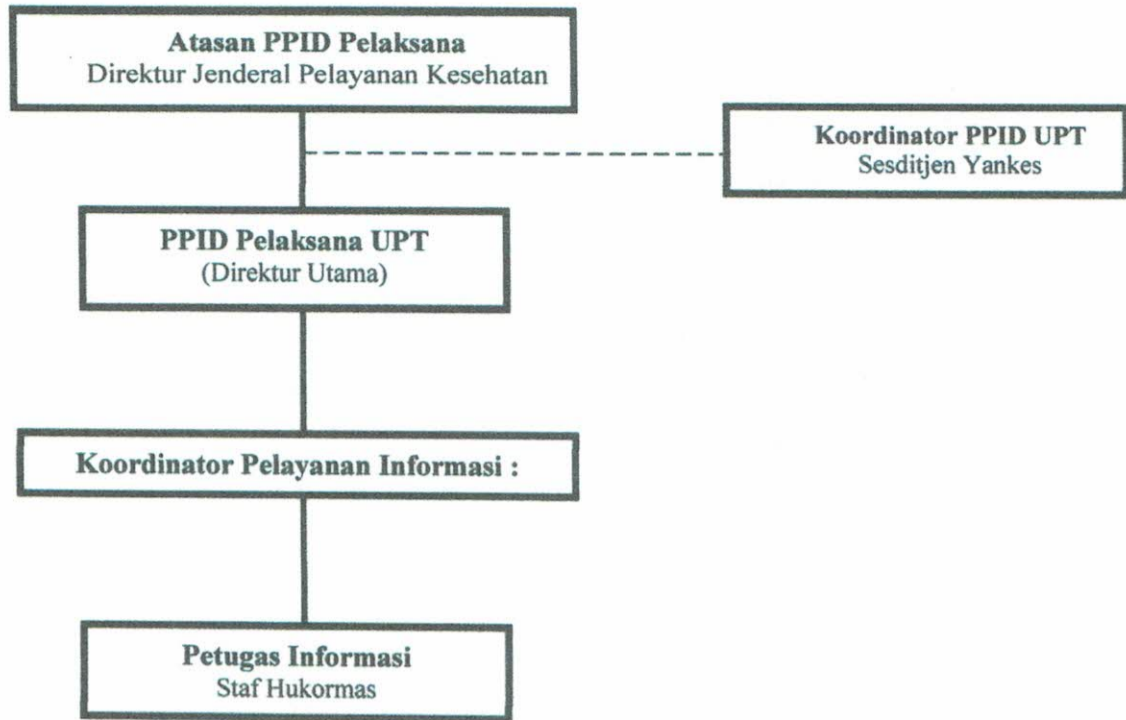 Atasan PPID Pelaksana
Direktur Jenderal Pelayanan Kesehatan
Koordinator PPID UPT
Sesditjen Yankes
PPID Pelaksana UPT
(Direktur Utama)
Koordinator Pelayanan Informasi :
Petugas Informasi
Staf Hukormas